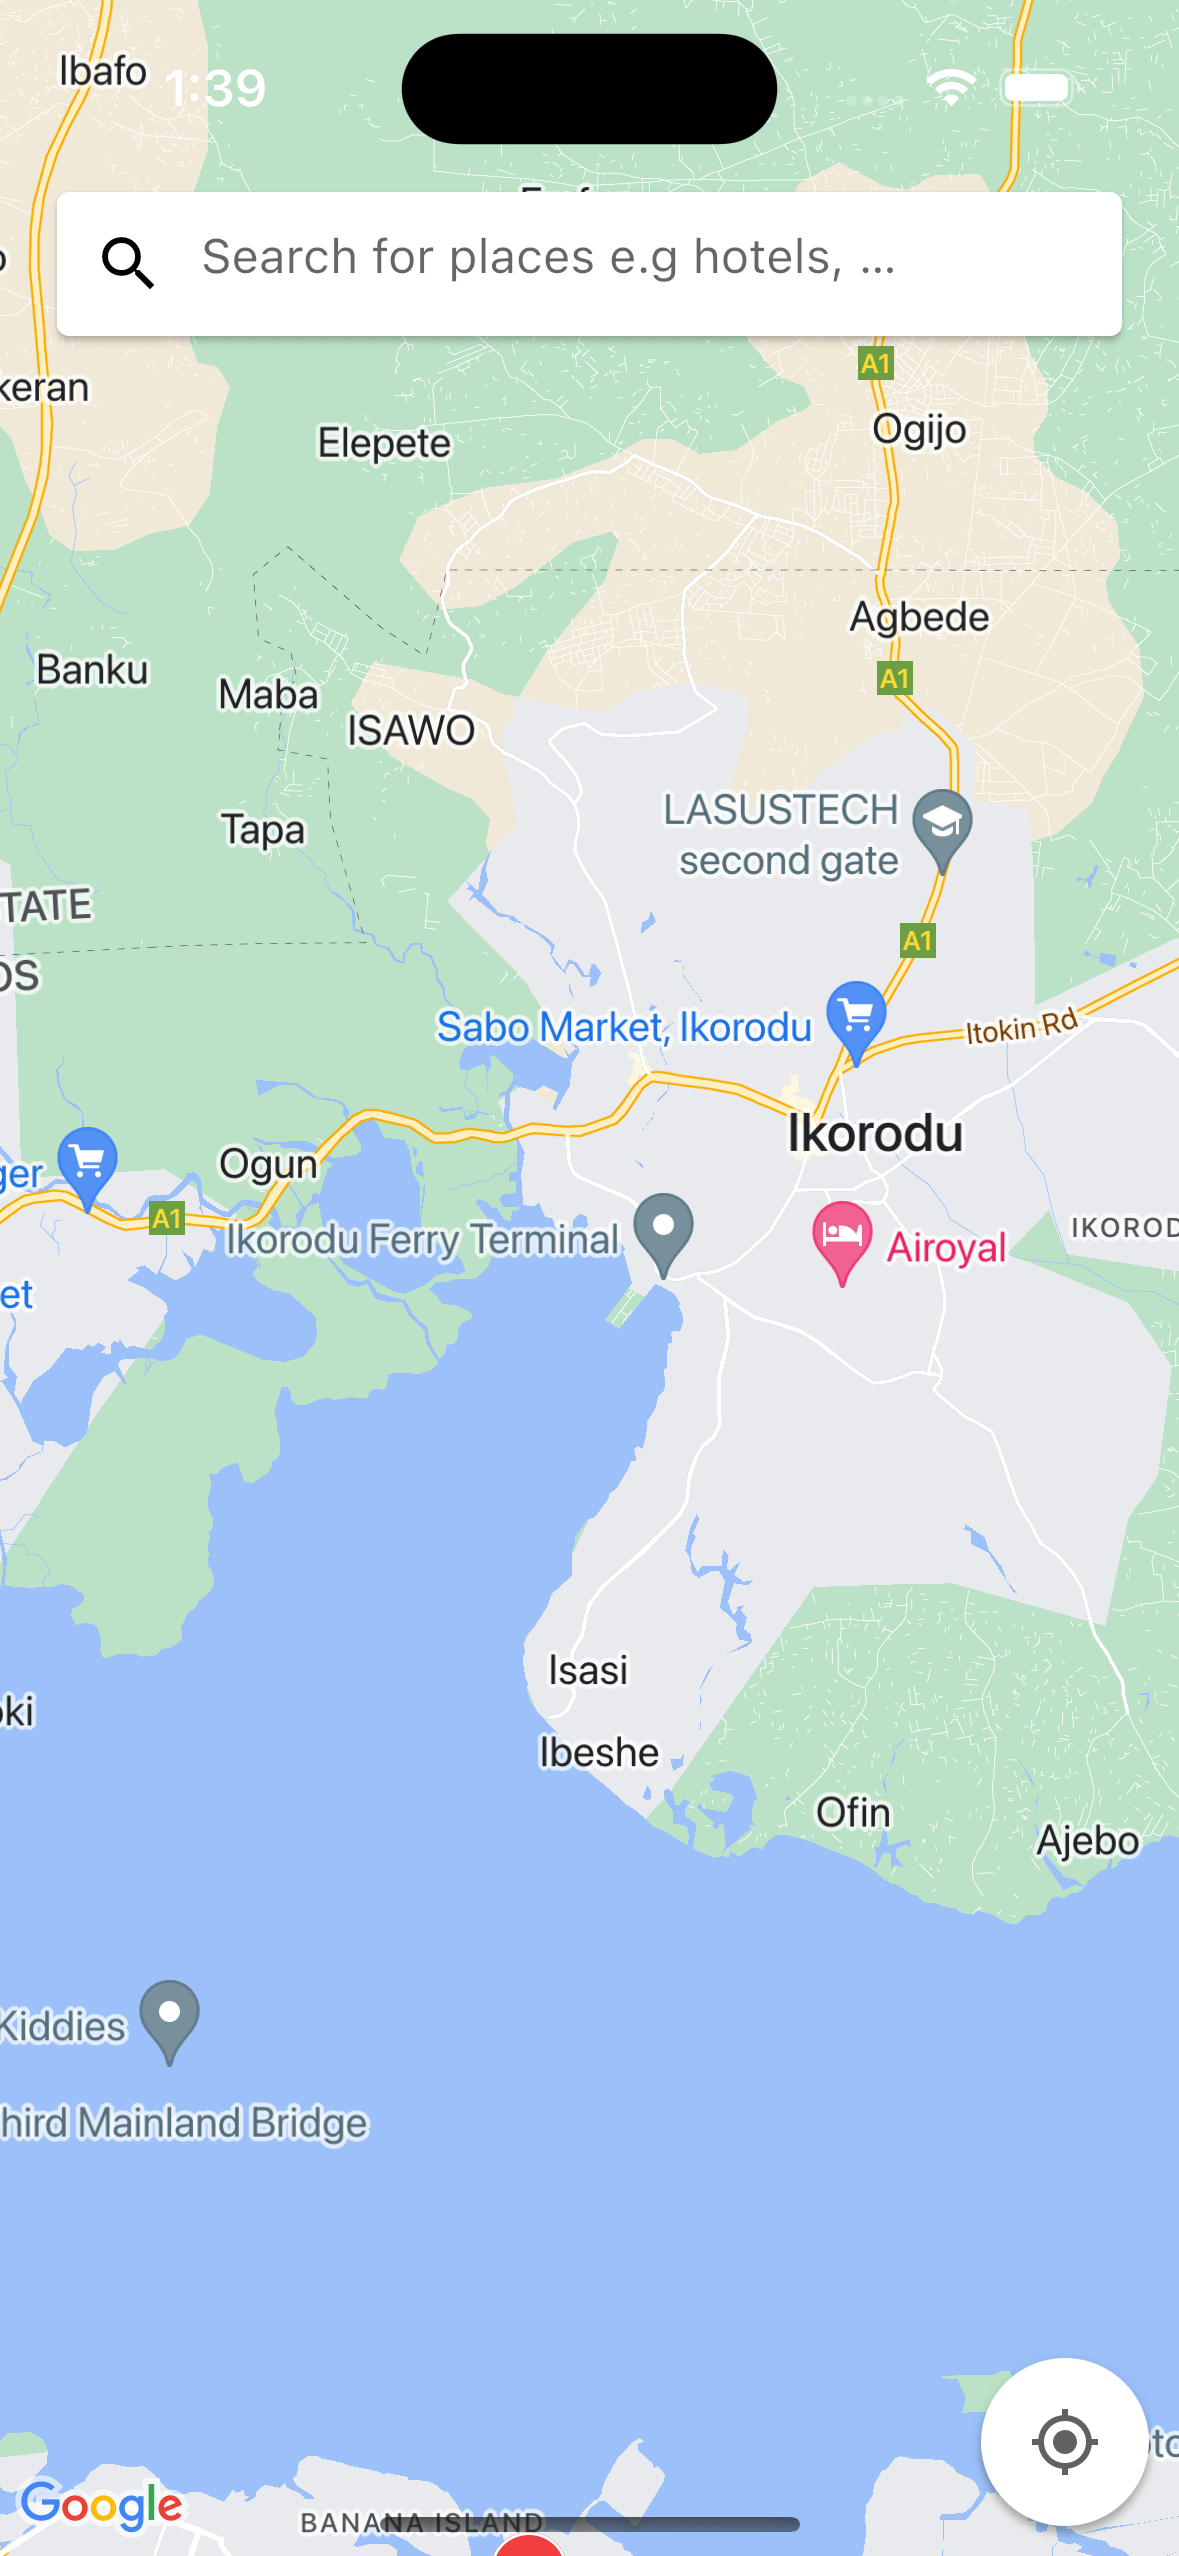 Ibafo
1:39
Search for places e.g hotels, ...
A1
keran
Ogijo
Elepete
Agbede
Banku
A1
Maba
ISAWO
LASUSTECH
second gate
Tapa
TATE
A1
OS
Sabo Market, Ikorodu
Itokin Rd
Ikorodu
Ogun
ger
A1
Ikorodu Ferry Terminal
Airoyal
IKOROD
et
Isasi
oki
Ibeshe
Ofin
Ajebo
Kiddies
hird Mainland Bridge
Google
BANANA ISLAND